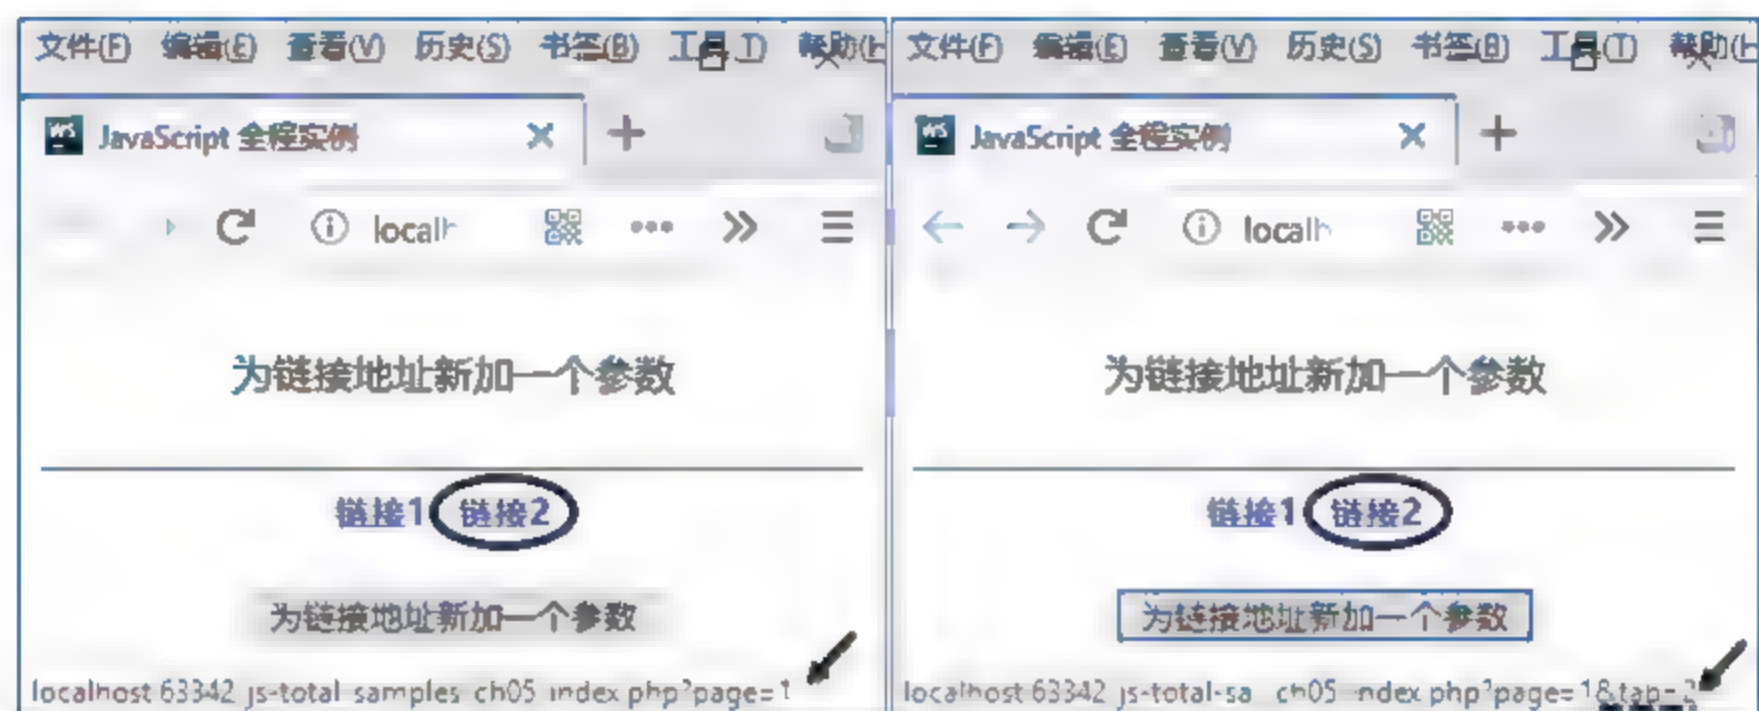 文件(F) 编辑(E) 查看(V) 历史(S) 书签(B) 工具(T) 帮助(H
JavaScript 全程实例
localh
为链接地址新加一个参数
链接1 链接2
为链接地址新加一个参数
localhost 63342 js-total samples ch05 index php?page=1
文件(F) 编辑(E) 查看(V) 历史(S) 书签(B) 工具(T) 帮助(H
JavaScript 全程实例
localh
为链接地址新加一个参数
链接1 链接2
为链接地址新加一个参数
localhost 63342 js-total-sa ch05 ndex php?page=1&tab=2